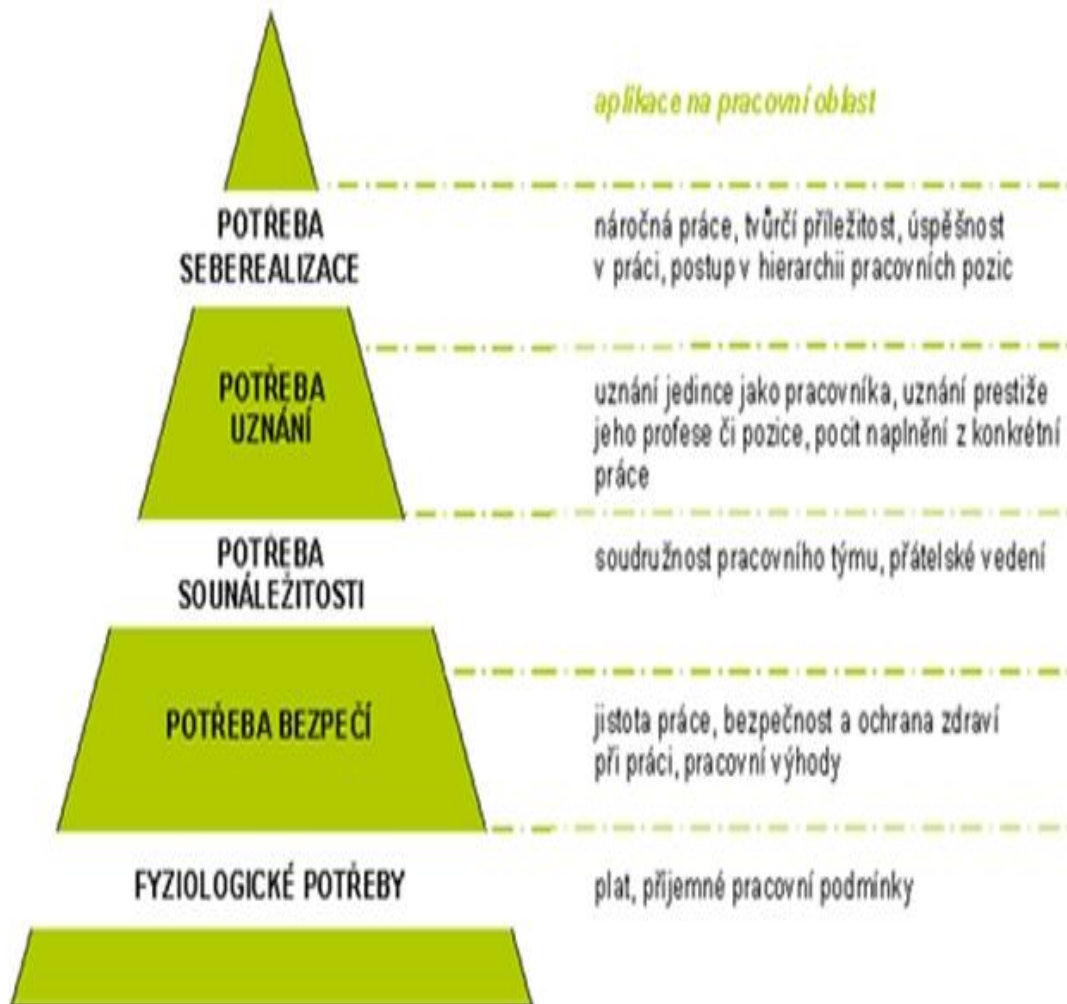 aplikace na pracovní oblast
POTŘEBA
SEBEREALIZACE
náročná práce, tvůrčí příležitost, úspěšnost
v práci, postup v hierarchii pracovních pozic
POTŘEBA
UZNÁNÍ
uznání jedince jako pracovníka, uznání prestiže
jeho profese či pozice, pocit naplnění z konkrétní
práce
POTŘEBA
SOUNÁLEŽITOSTI
soudružnost pracovního týmu, přátelské vedení
POTŘEBA BEZPEČÍ
jistota práce, bezpečnost a ochrana zdraví
při práci, pracovní výhody
FYZIOLOGICKÉ POTŘEBY
plat, příjemné pracovní podmínky